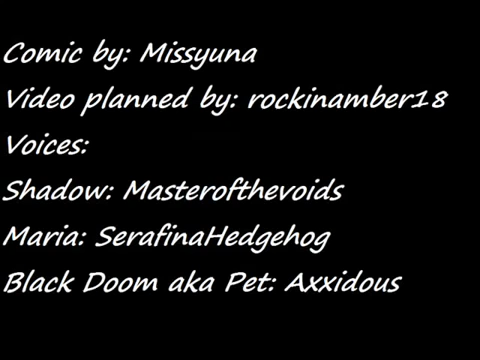 Comic by: Missyuna
Video planned by: rockinamber18
Voices:
Shadow: Masterofthevoids
Maria: SerafinaHedgehog
Black Doom aka Pet: Axxidous